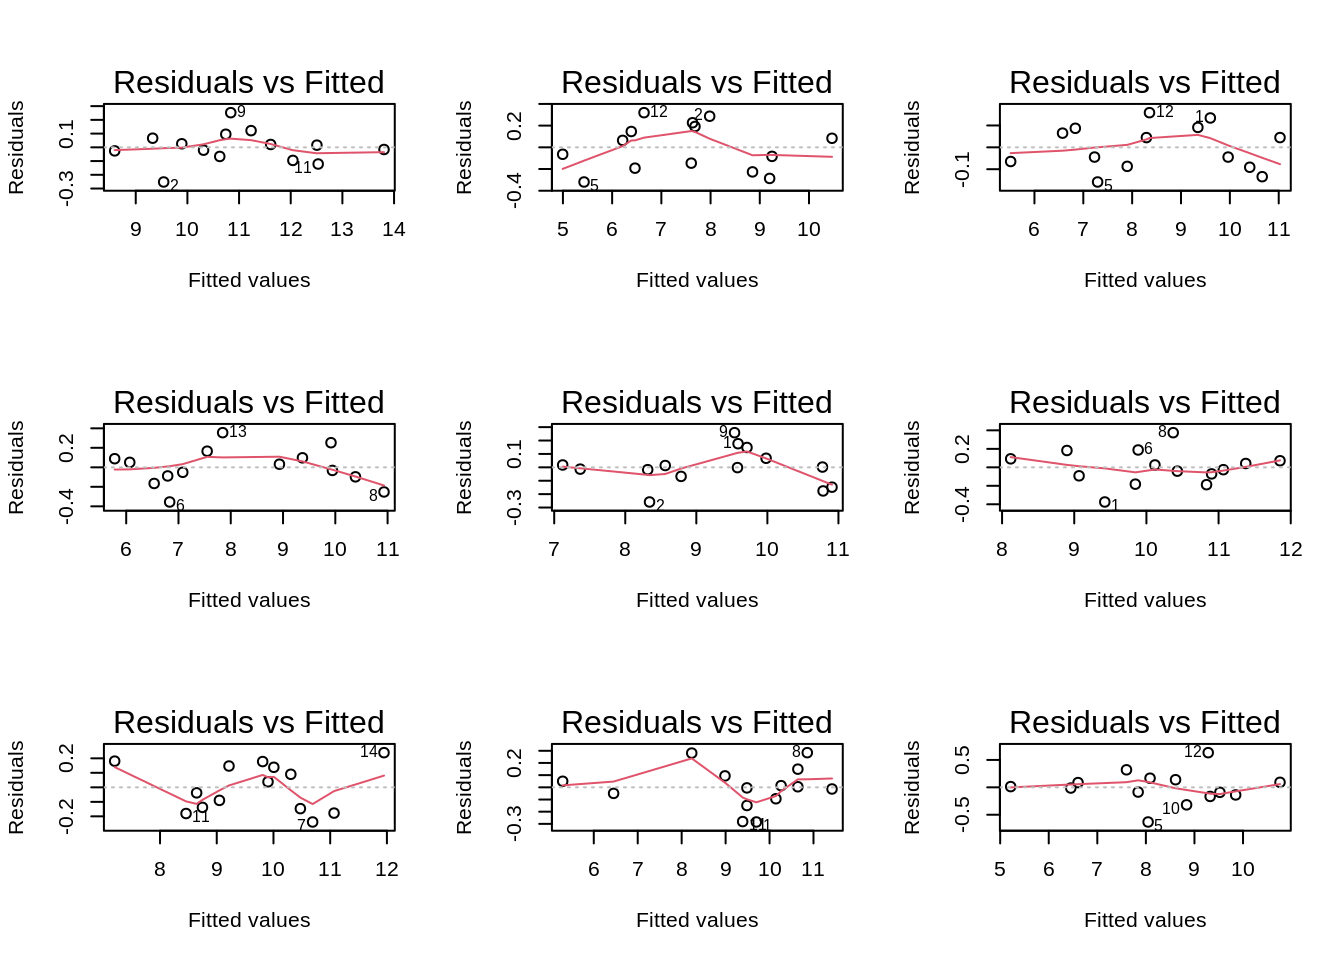 Residuals vs Fitted
Residuals
0.1
-0.3
9
2
11
9 10 11 12 13 14
Fitted values
Residuals vs Fitted
Residuals
0.2
-0.4
12
2
5
5 6 7 8 9 10
Fitted values
Residuals vs Fitted
Residuals
-0.1
12
1
5
6 7 8 9 10 11
Fitted values
Residuals vs Fitted
Residuals
0.2
-0.4
13
6
8
6 7 8 9 10 11
Fitted values
Residuals vs Fitted
Residuals
0.1
-0.3
9
1
2
7 8 9 10 11
Fitted values
Residuals vs Fitted
Residuals
0.2
-0.4
8
6
1
8 9 10 11 12
Fitted values
Residuals vs Fitted
Residuals
0.2
-0.2
14
11
7
8 9 10 11 12
Fitted values
Residuals vs Fitted
Residuals
0.2
-0.3
8
11
6 7 8 9 10 11
Fitted values
Residuals vs Fitted
Residuals
0.5
-0.5
12
10
5
5 6 7 8 9 10
Fitted values